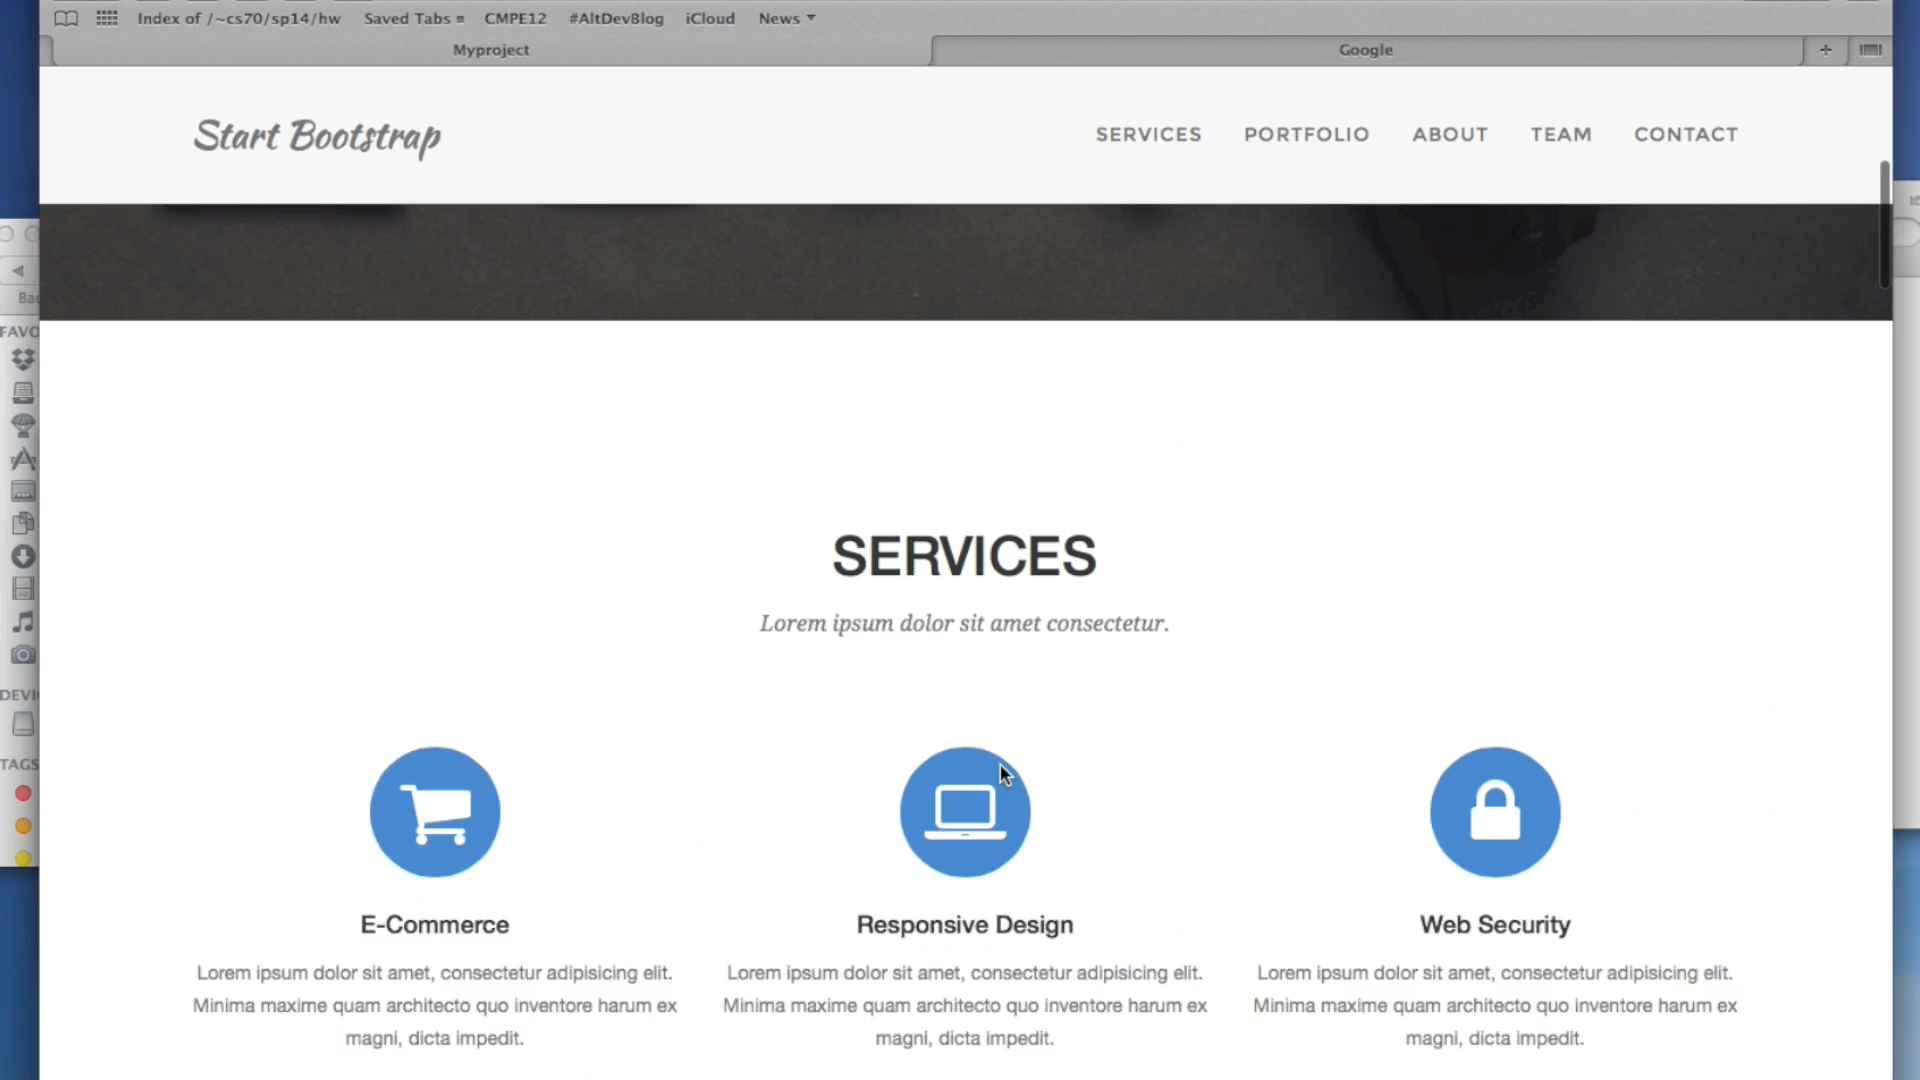 Index of /~cs70/sp14/hw Saved Tabs CMPE12 #AltDevBlog iCloud News
Myproject Google
Start Bootstrap SERVICES PORTFOLIO ABOUT TEAM CONTACT
FAVO
DEVI
TAGS
SERVICES
Lorem ipsum dolor sit amet consectetur.
E-Commerce
Lorem ipsum dolor sit amet, consectetur adipisicing elit.
Minima maxime quam architecto quo inventore harum ex
magni, dicta impedit.
Responsive Design
Lorem ipsum dolor sit amet, consectetur adipisicing elit.
Minima maxime quam architecto quo inventore harum ex
magni, dicta impedit.
Web Security
Lorem ipsum dolor sit amet, consectetur adipisicing elit.
Minima maxime quam architecto quo inventore harum ex
magni, dicta impedit.